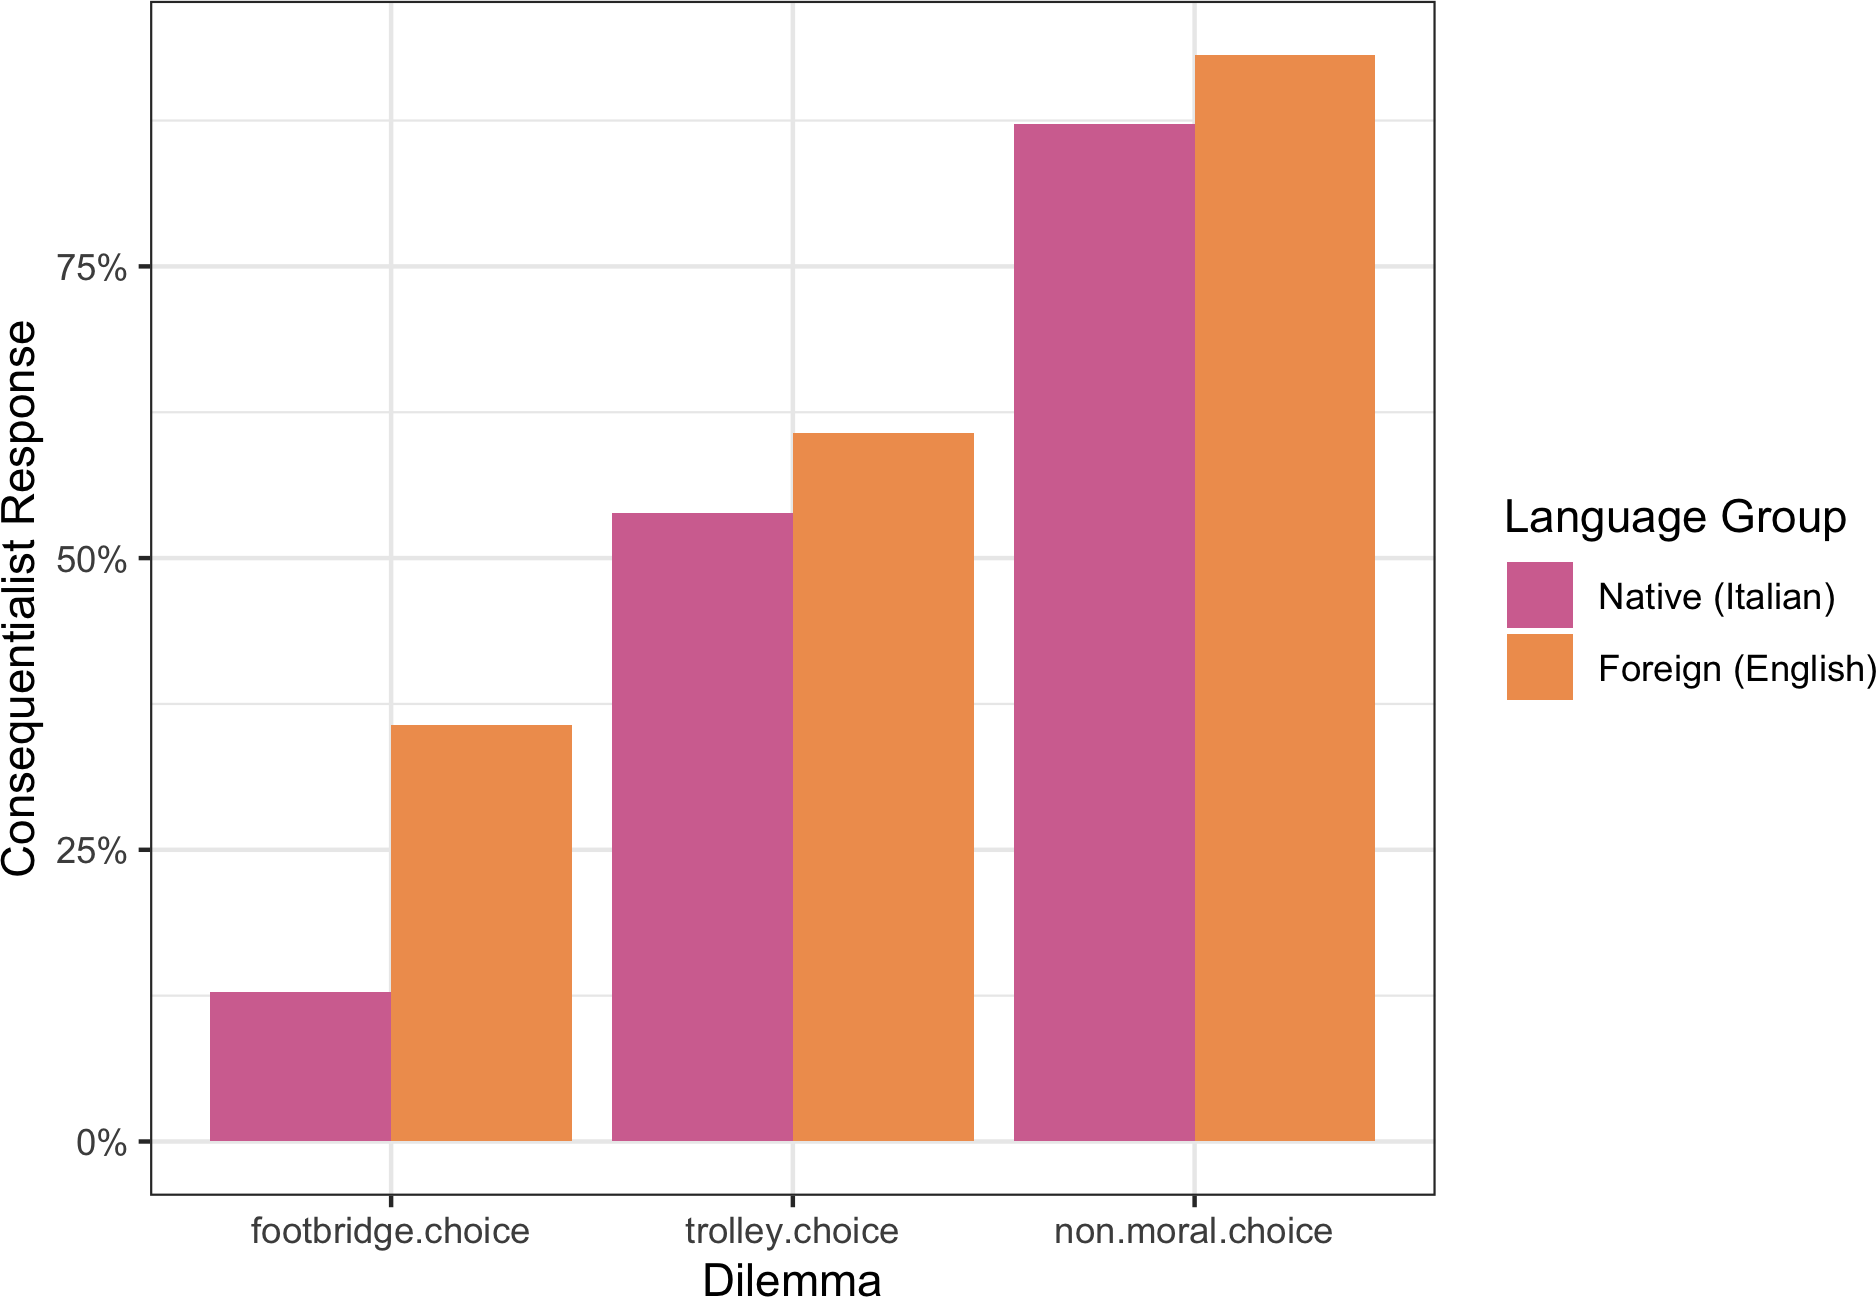 Consequentialist Response
75%
50%
25%
0%
footbridge.choice
trolley.choice
non.moral.choice
Dilemma
Language Group
Native (Italian)
Foreign (English)